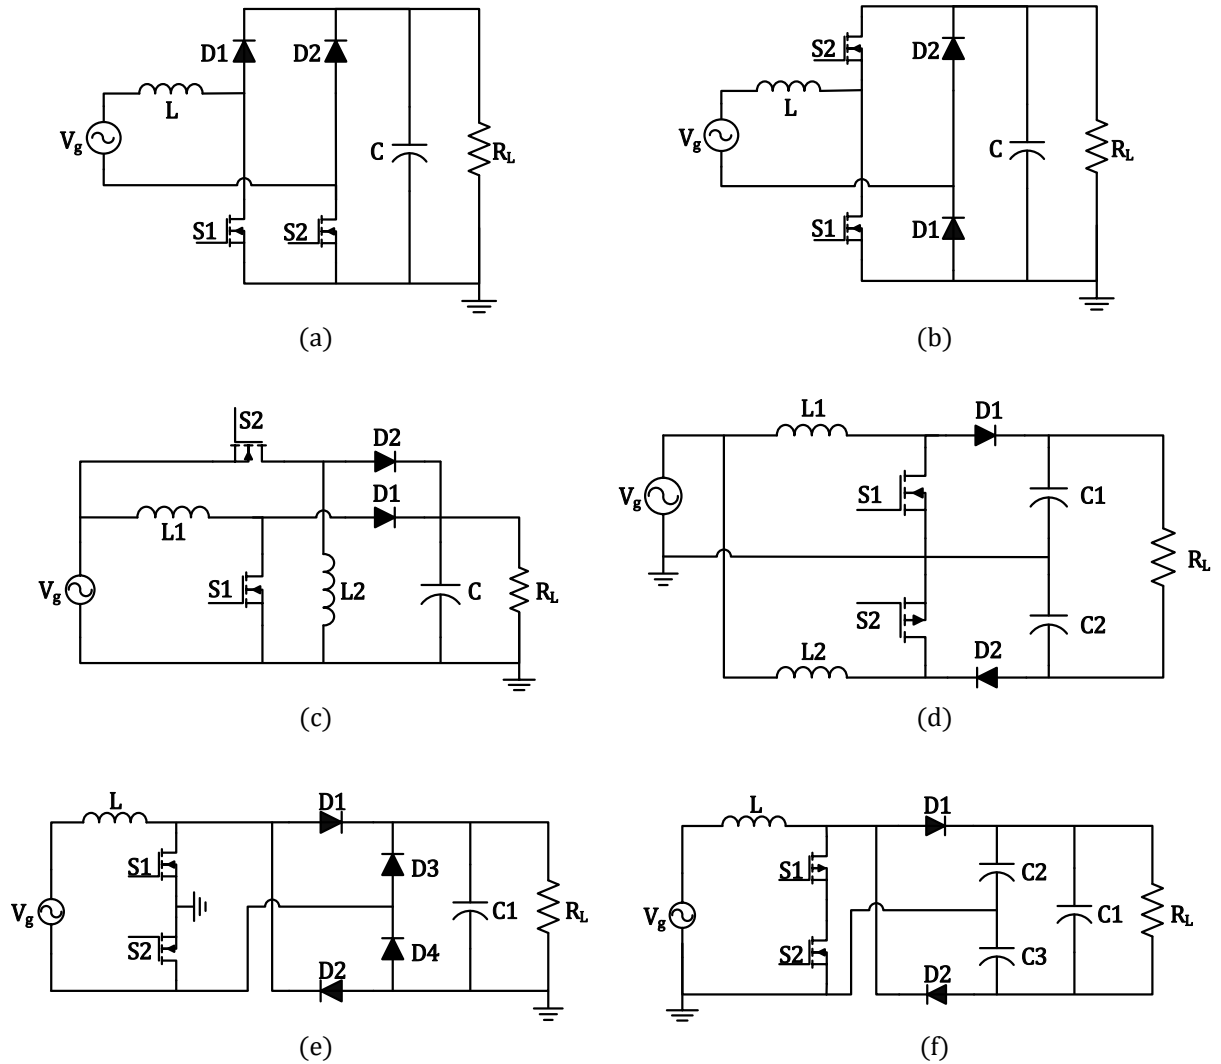 D1 D2
L
Vg
C
RL
S1 S2
(a)
S2 D2
L
Vg
C
RL
S1 D1
(b)
S2
D2
D1
L1
Vg
S1
L2
C
RL
(c)
L1
D1
Vg
S1
C1
RL
S2
C2
L2
D2
(d)
L
D1
S1
D3
Vg
C1
RL
S2
D4
D2
(e)
L
D1
S1
C2
Vg
C1
RL
S2
C3
D2
(f)